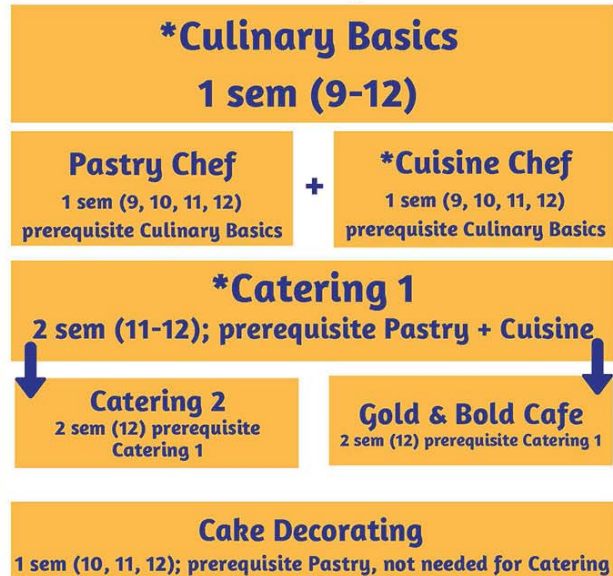 *Culinary Basics
1 sem (9-12)
Pastry Chef
1 sem (9, 10, 11, 12)
prerequisite Culinary Basics
+
*Cuisine Chef
1 sem (9, 10, 11, 12)
prerequisite Culinary Basics
*Catering 1
2 sem (11-12); prerequisite Pastry + Cuisine
Catering 2
2 sem (12) prerequisite
Catering 1
Gold & Bold Cafe
2 sem (12) prerequisite Catering 1
Cake Decorating
1 sem (10, 11, 12); prerequisite Pastry, not needed for Catering